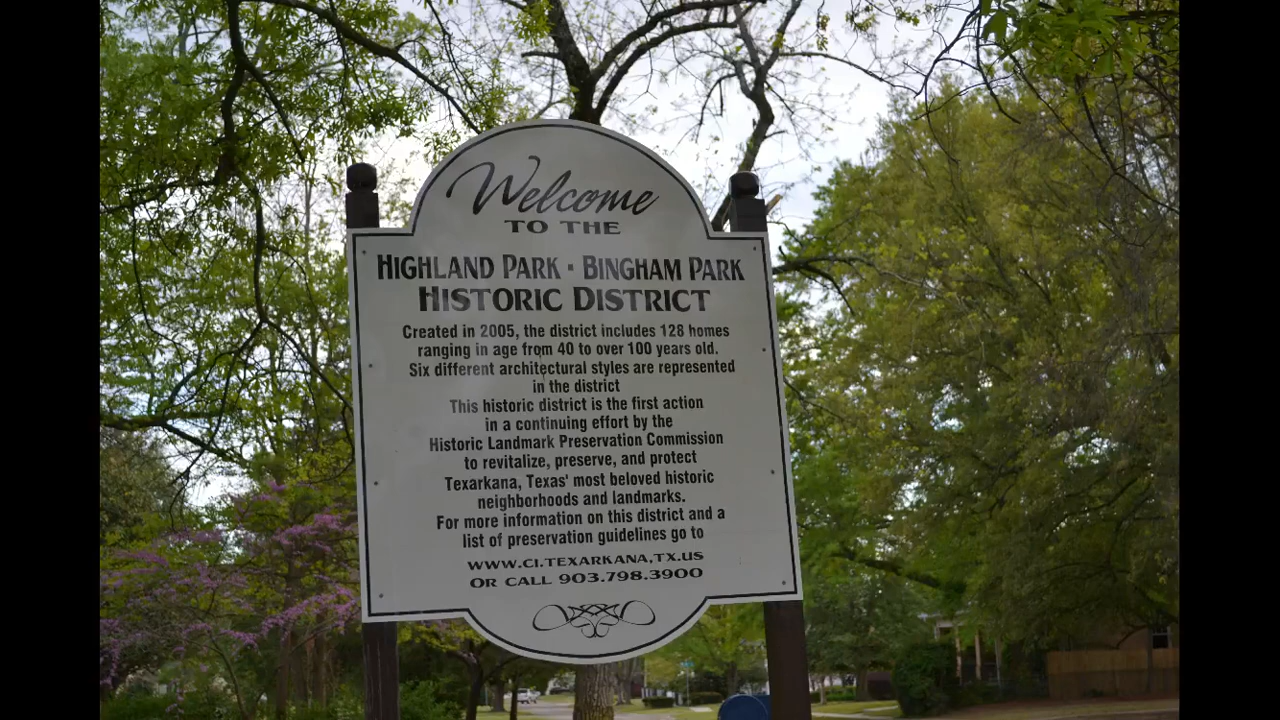 Welcome
TO THE
HIGHLAND PARK · BINGHAM PARK
HISTORIC DISTRICT
Created in 2005, the district includes 128 homes
ranging in age from 40 to over 100 years old.
Six different architectural styles are represented
in the district
This historic district is the first action
in a continuing effort by the
Historic Landmark Preservation Commission
to revitalize, preserve, and protect
Texarkana, Texas' most beloved historic
neighborhoods and landmarks.
For more information on this district and a
list of preservation guidelines go to
WWW.CI.TEXARKANA,TX.US
OR CALL 903.798.3900